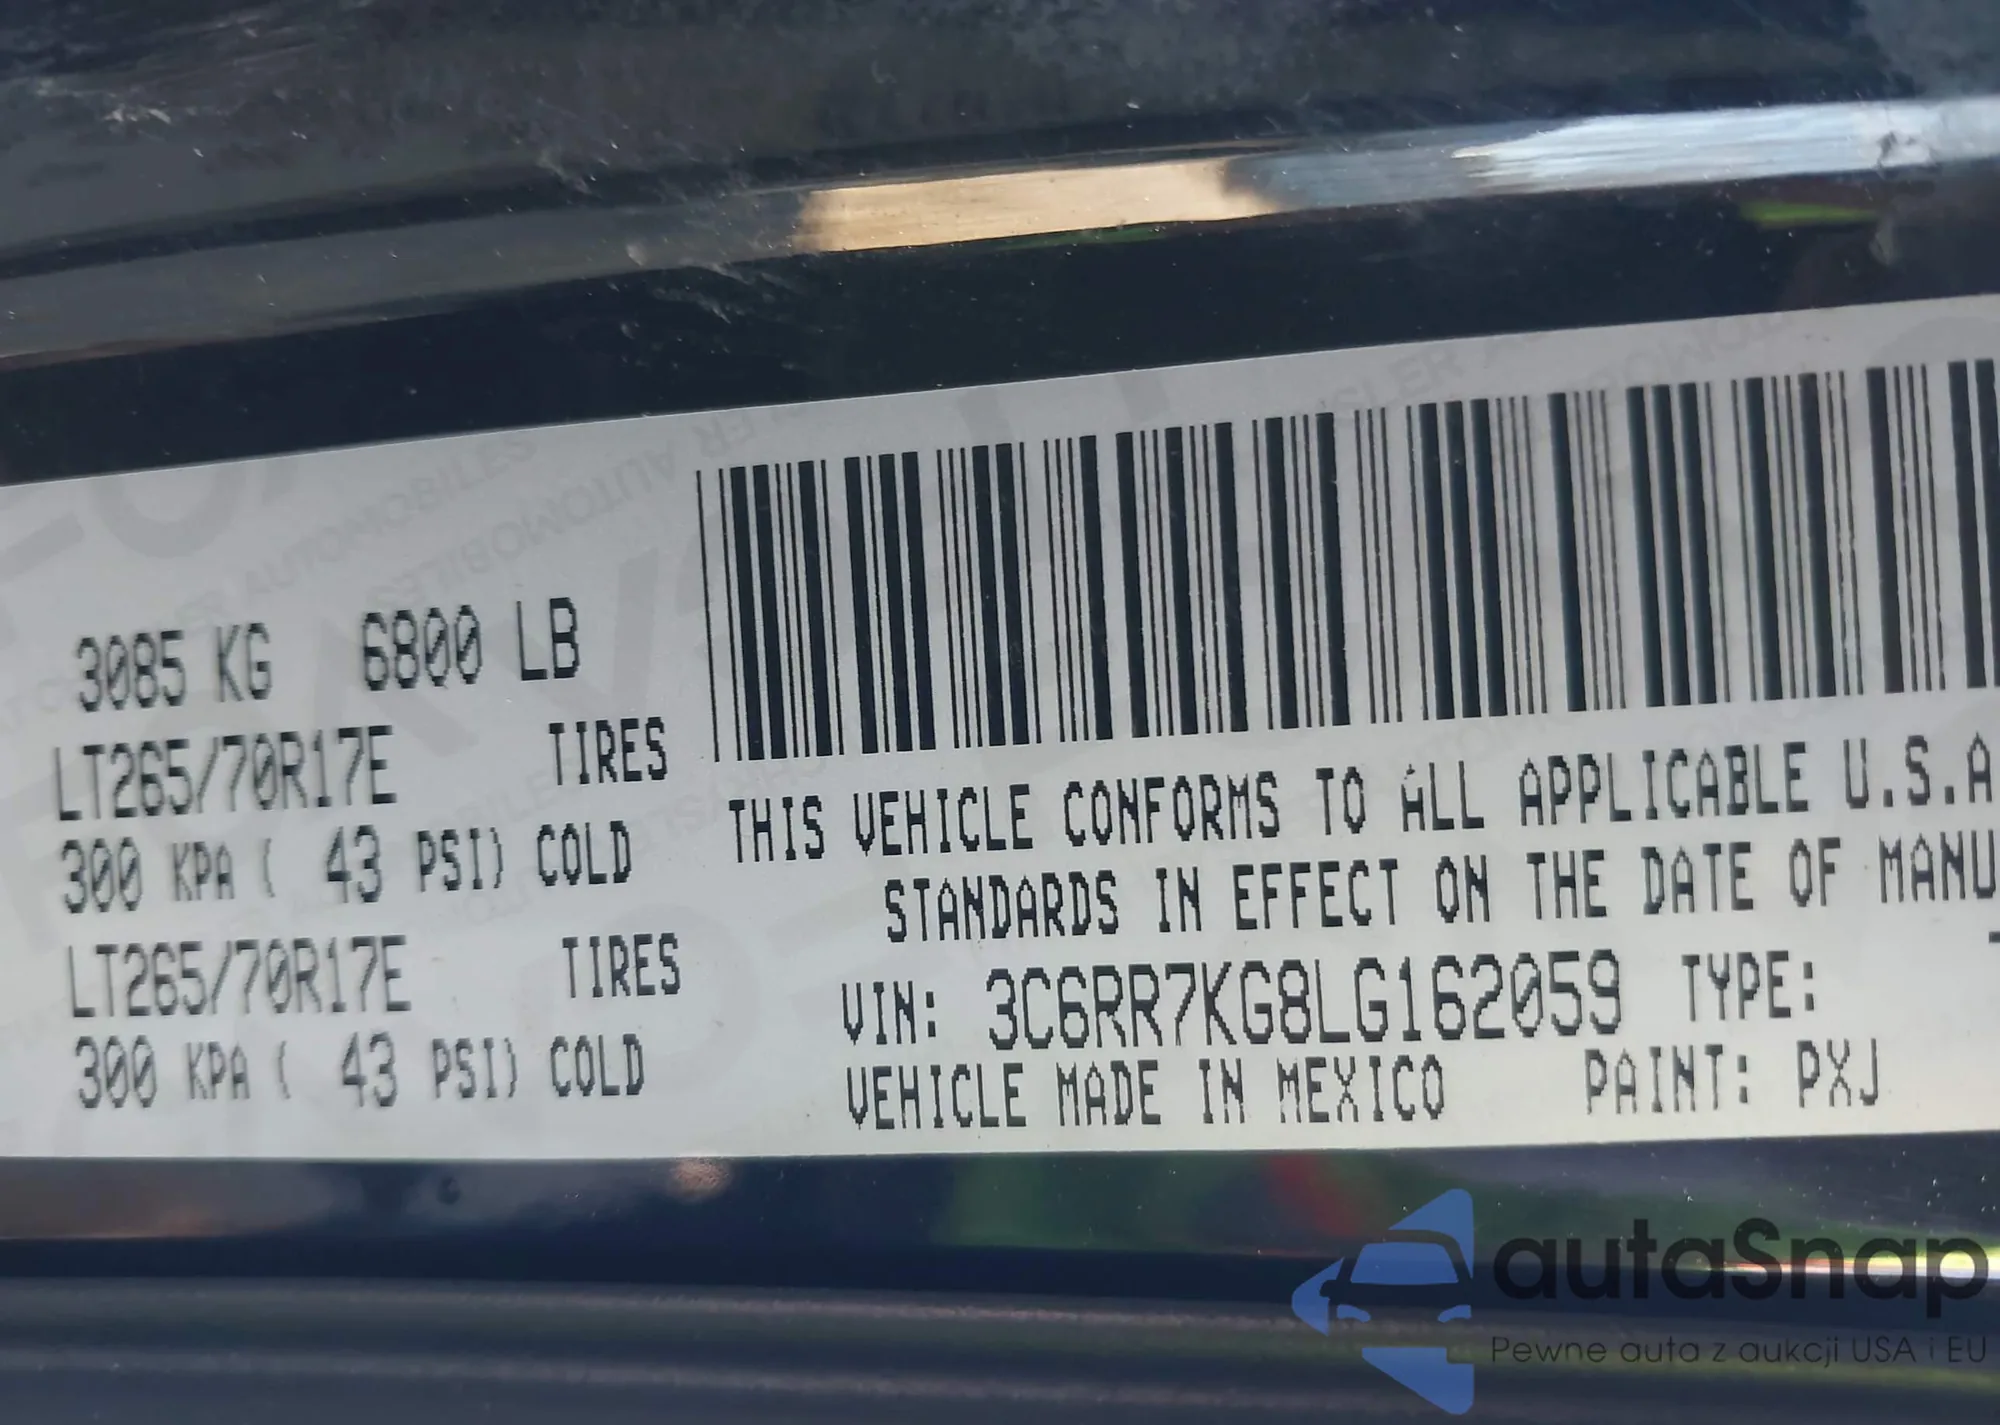 3085 KG 6800 LB
LT265/70R17E TIRES
300 KPA ( 43 PSI) COLD
LT265/70R17E TIRES
300 KPA ( 43 PSI) COLD
THIS VEHICLE CONFORMS TO ALL APPLICABLE U.S.A
STANDARDS IN EFFECT ON THE DATE OF MANU
VIN: 3C6RR7KG8LG162059 TYPE:
VEHICLE MADE IN MEXICO PAINT: PXJ
autaSnap
Pewne auta z aukcji USA i EU